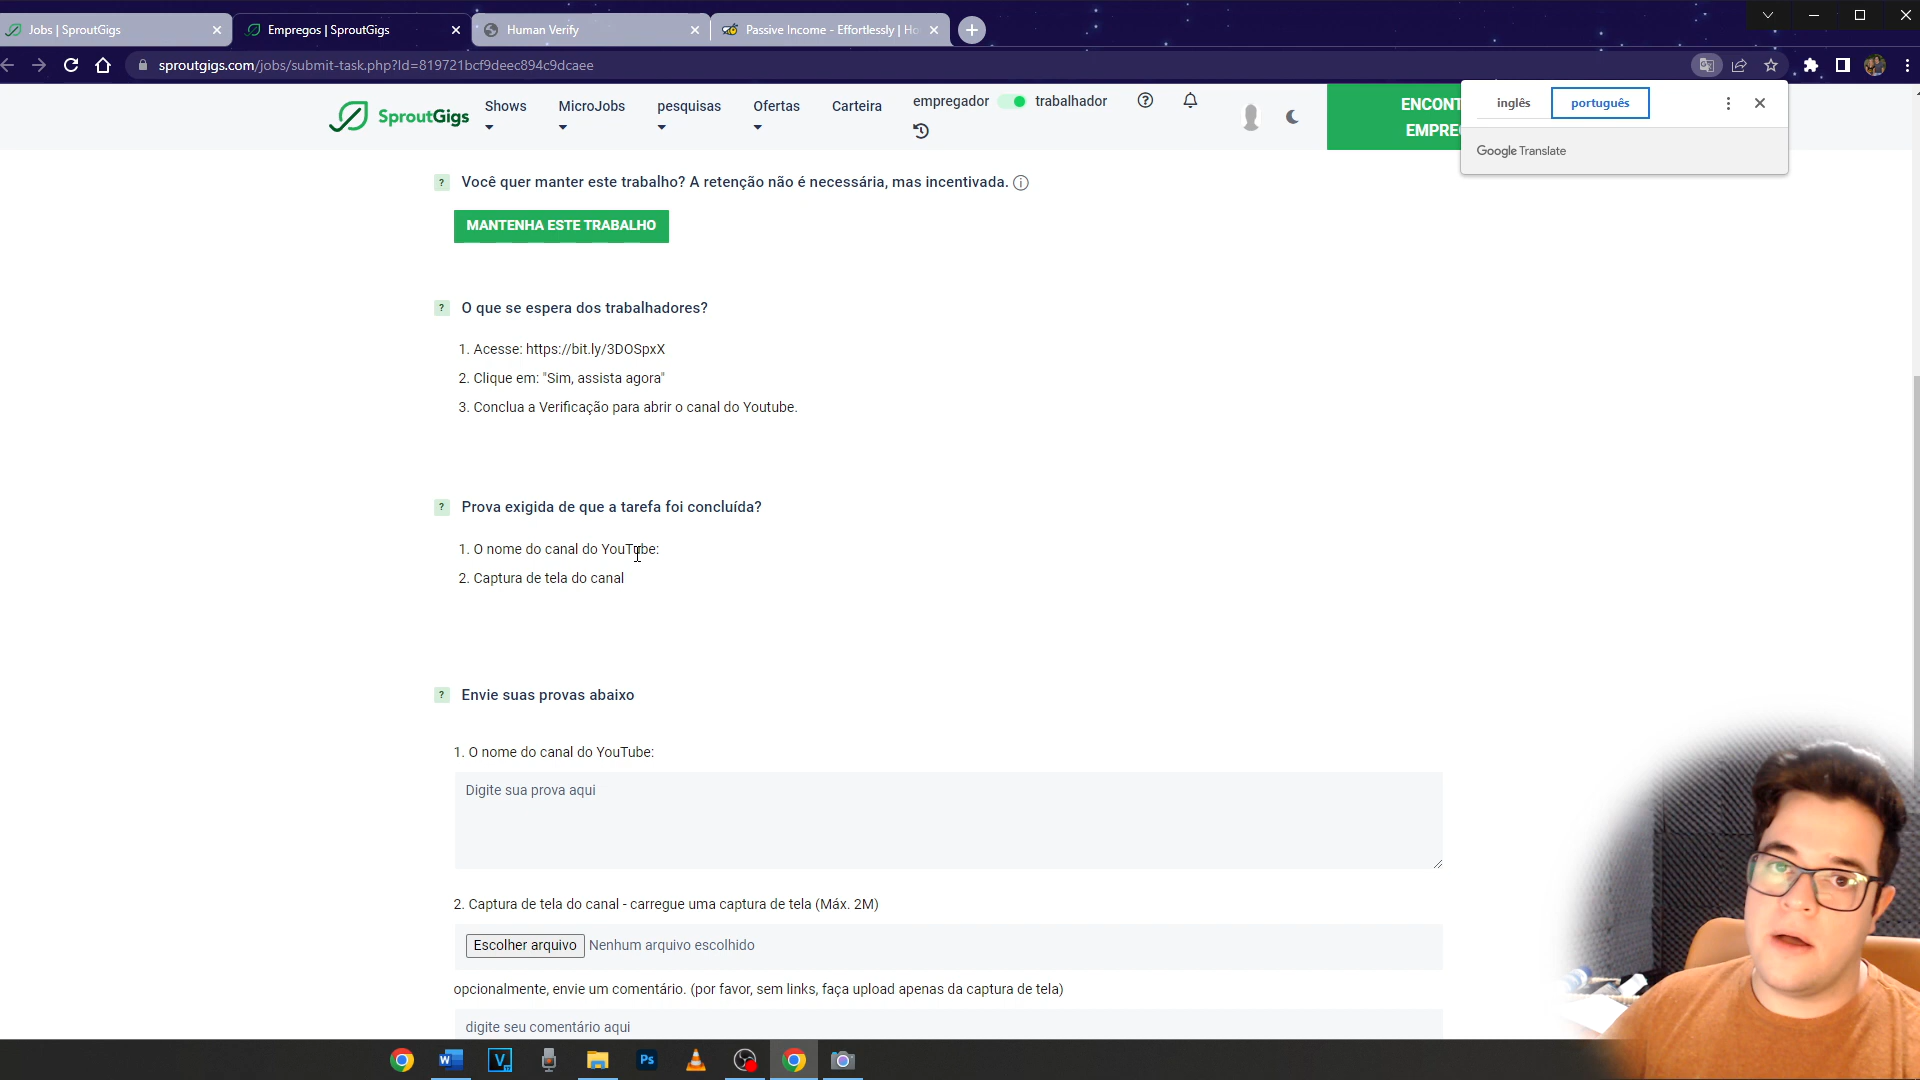 Jobs | SproutGigs
Empregos | SproutGigs
Human Verify
Passive Income - Effortlessly | Ho
sproutgigs.com/jobs/submit-task.php?Id=819721bcf9deec894c9dcaee
inglês
português
Google Translate
SproutGigs
Shows
MicroJobs
pesquisas
Ofertas
Carteira
empregador
trabalhador
ENCONT
EMPRE
? Você quer manter este trabalho? A retenção não é necessária, mas incentivada.
MANTENHA ESTE TRABALHO
? O que se espera dos trabalhadores?
1. Acesse: https://bit.ly/3DOSpxX
2. Clique em: "Sim, assista agora"
3. Conclua a Verificação para abrir o canal do Youtube.
? Prova exigida de que a tarefa foi concluída?
1. O nome do canal do YouTube:
2. Captura de tela do canal
? Envie suas provas abaixo
1. O nome do canal do YouTube:
Digite sua prova aqui
2. Captura de tela do canal - carregue uma captura de tela (Máx. 2M)
Escolher arquivo Nenhum arquivo escolhido
opcionalmente, envie um comentário. (por favor, sem links, faça upload apenas da captura de tela)
digite seu comentário aqui
W
V
Ps